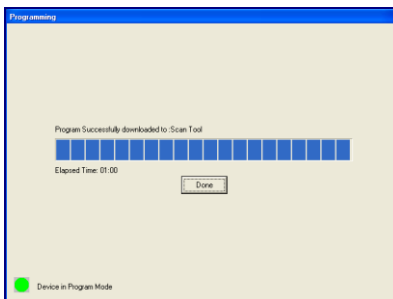 Programming
Program Successfully downloaded to :Scan Tool
Elapsed Time: 01:00
Done
Device in Program Mode